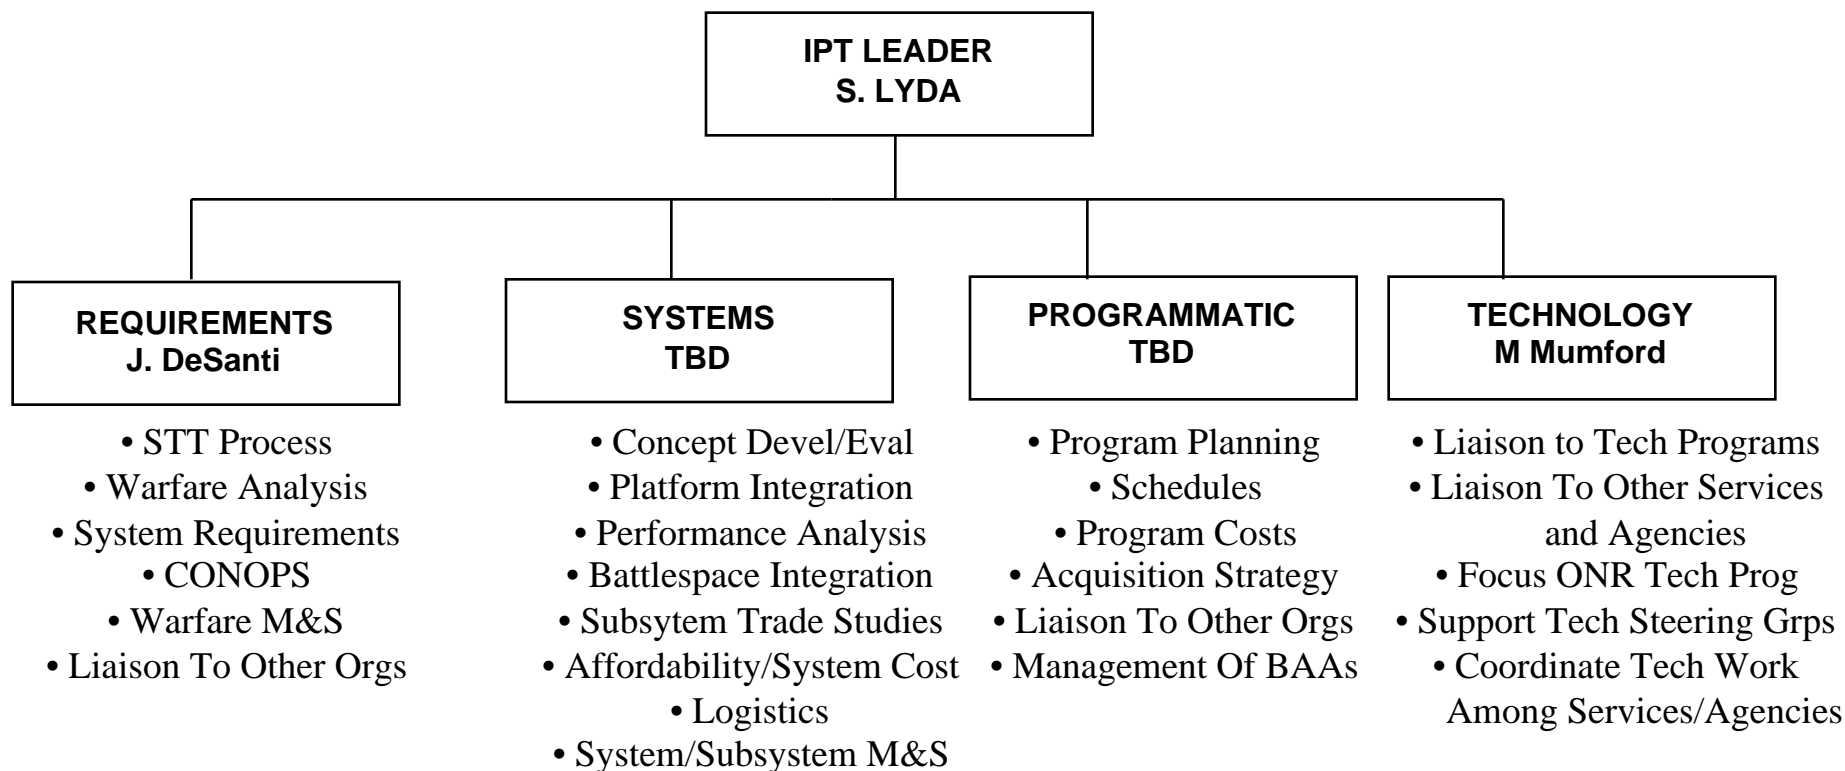 IPT LEADER
S. LYDA
REQUIREMENTS
J. DeSanti
• STT Process
• Warfare Analysis
• System Requirements
• CONOPS
• Warfare M&S
• Liaison To Other Orgs
SYSTEMS
TBD
• Concept Devel/Eval
• Platform Integration
• Performance Analysis
• Battlespace Integration
• Subsytem Trade Studies
• Affordability/System Cost
• Logistics
• System/Subsystem M&S
PROGRAMMATIC
TBD
• Program Planning
• Schedules
• Program Costs
• Acquisition Strategy
• Liaison To Other Orgs
• Management Of BAAs
TECHNOLOGY
M Mumford
• Liaison to Tech Programs
• Liaison To Other Services
and Agencies
• Focus ONR Tech Prog
• Support Tech Steering Grps
• Coordinate Tech Work
Among Services/Agencies